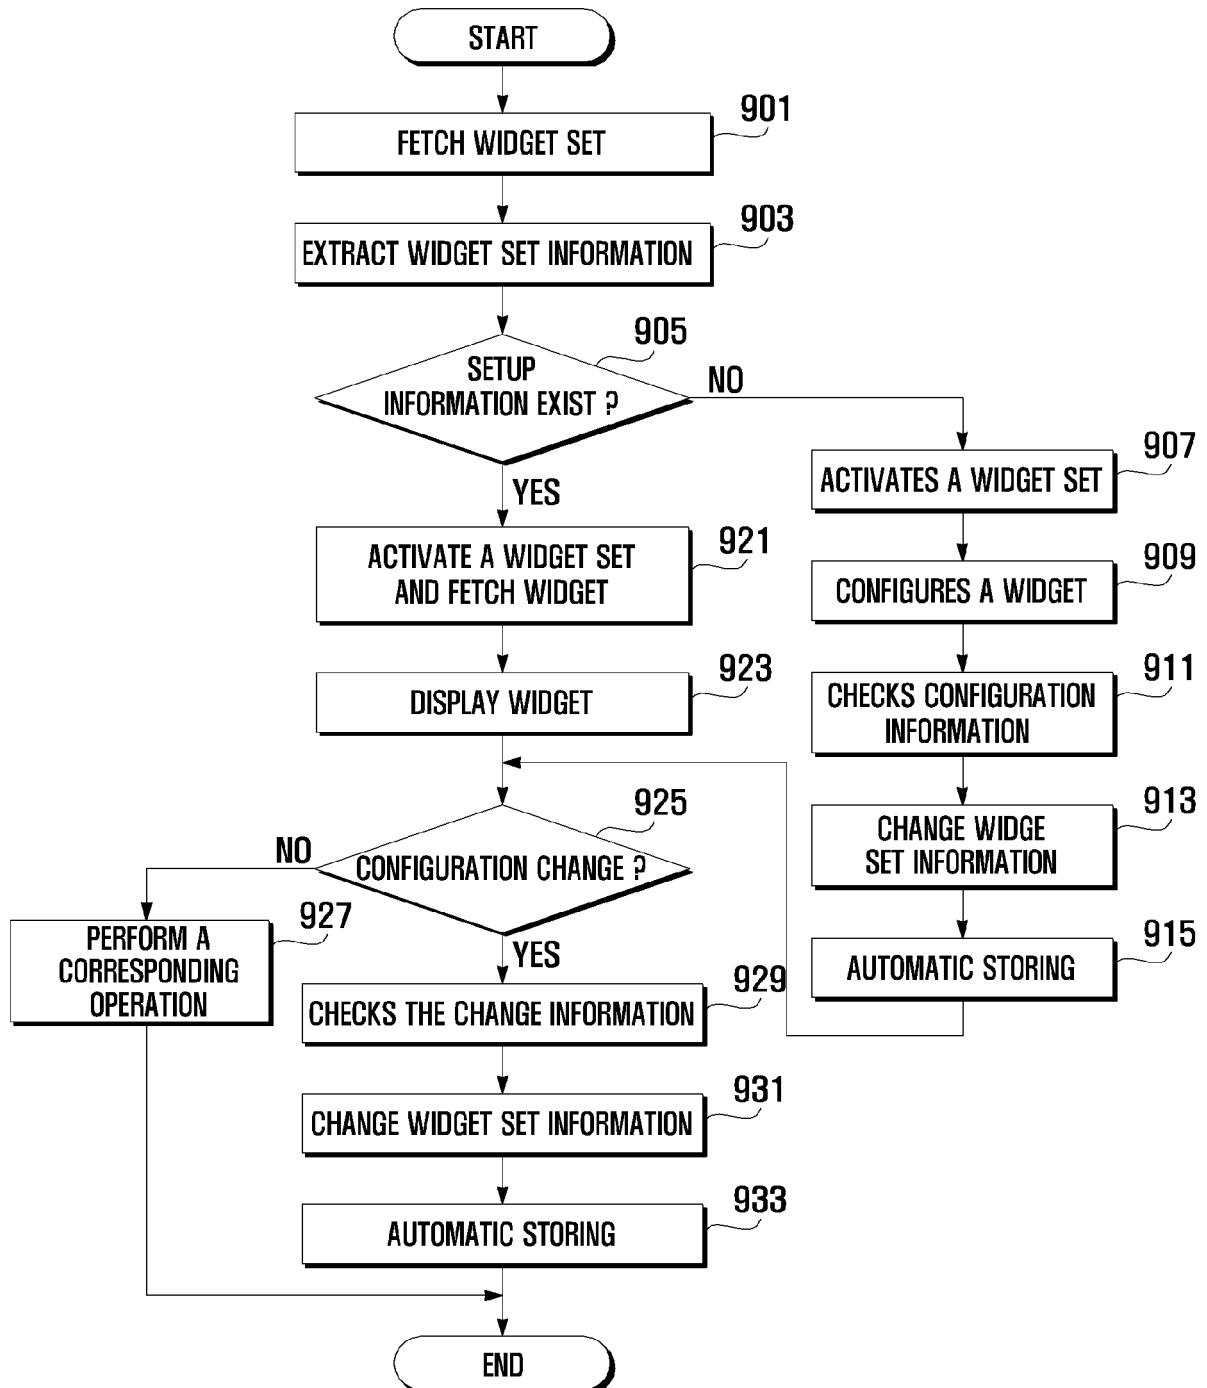 START
901
FETCH WIDGET SET
903
EXTRACT WIDGET SET INFORMATION
905
SETUP
INFORMATION EXIST ?
NO
YES
907
ACTIVATES A WIDGET SET
909
CONFIGURES A WIDGET
911
CHECKS CONFIGURATION
INFORMATION
913
CHANGE WIDGE
SET INFORMATION
915
AUTOMATIC STORING
921
ACTIVATE A WIDGET SET
AND FETCH WIDGET
923
DISPLAY WIDGET
925
CONFIGURATION CHANGE ?
NO
YES
927
PERFORM A
CORRESPONDING
OPERATION
929
CHECKS THE CHANGE INFORMATION
931
CHANGE WIDGET SET INFORMATION
933
AUTOMATIC STORING
END